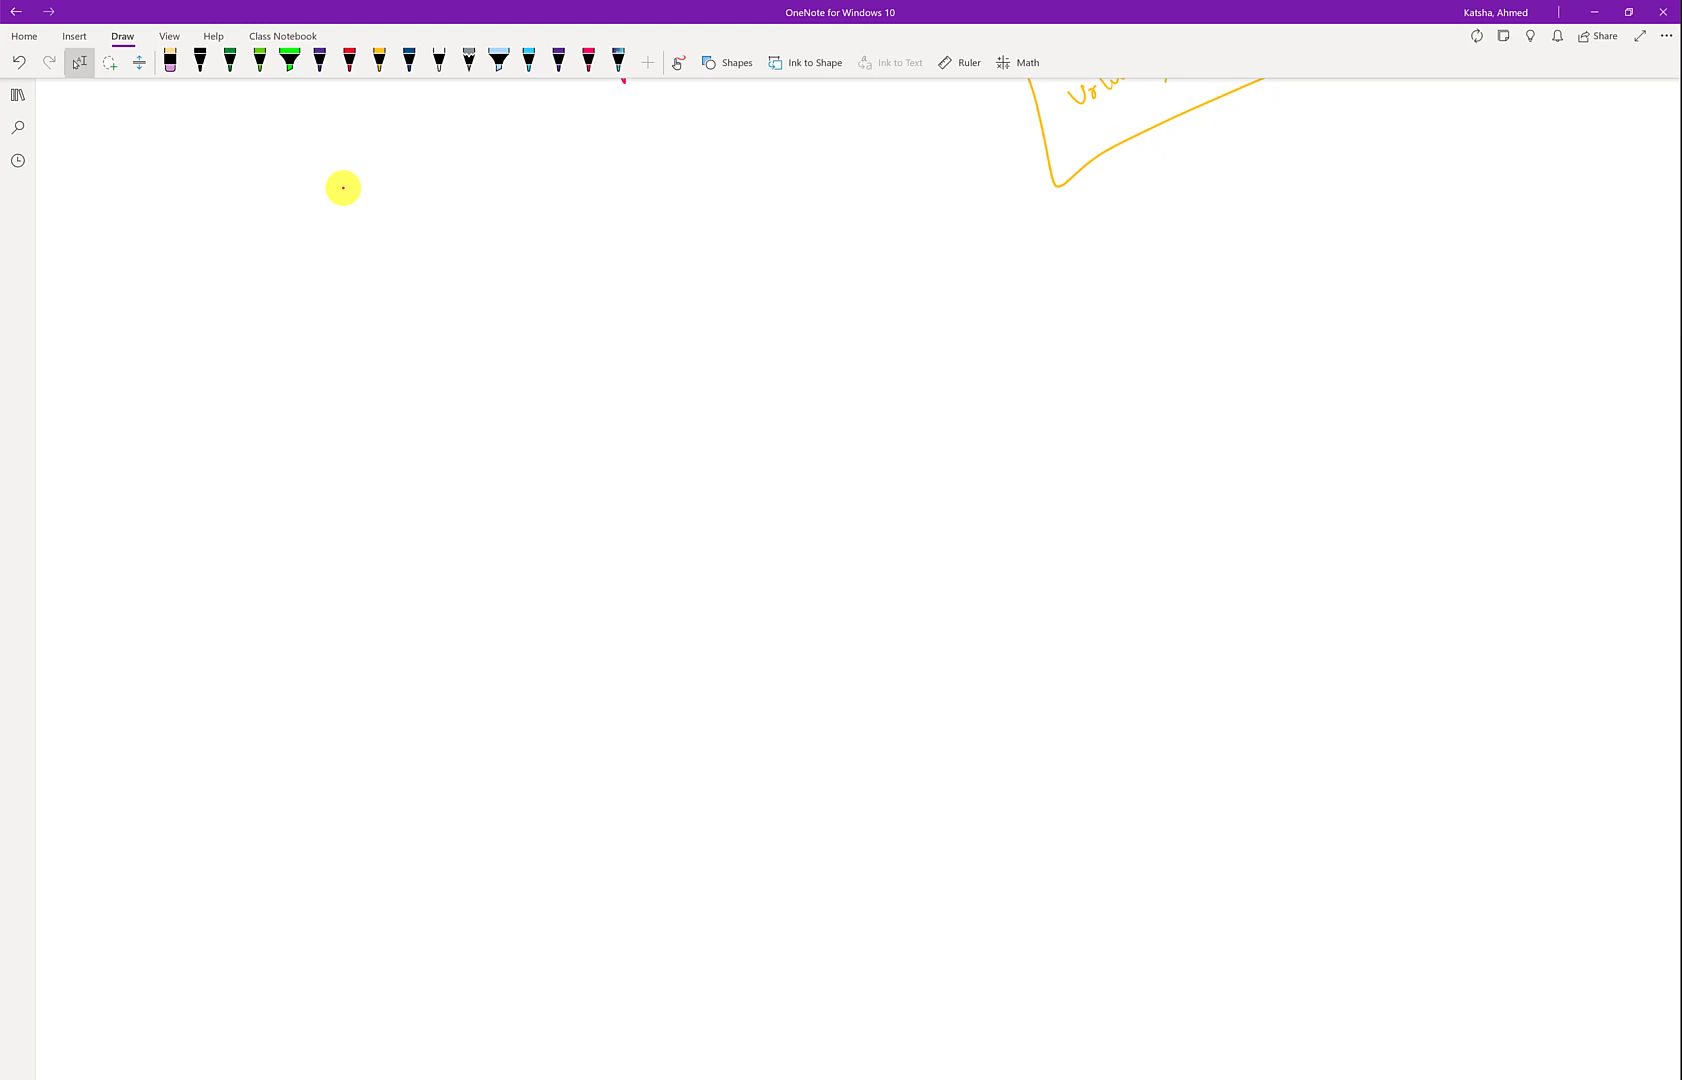 OneNote for Windows 10
Katsha, Ahmed
Home Insert Draw View Help Class Notebook
Share
Shapes Ink to Shape Ink to Text Ruler Math